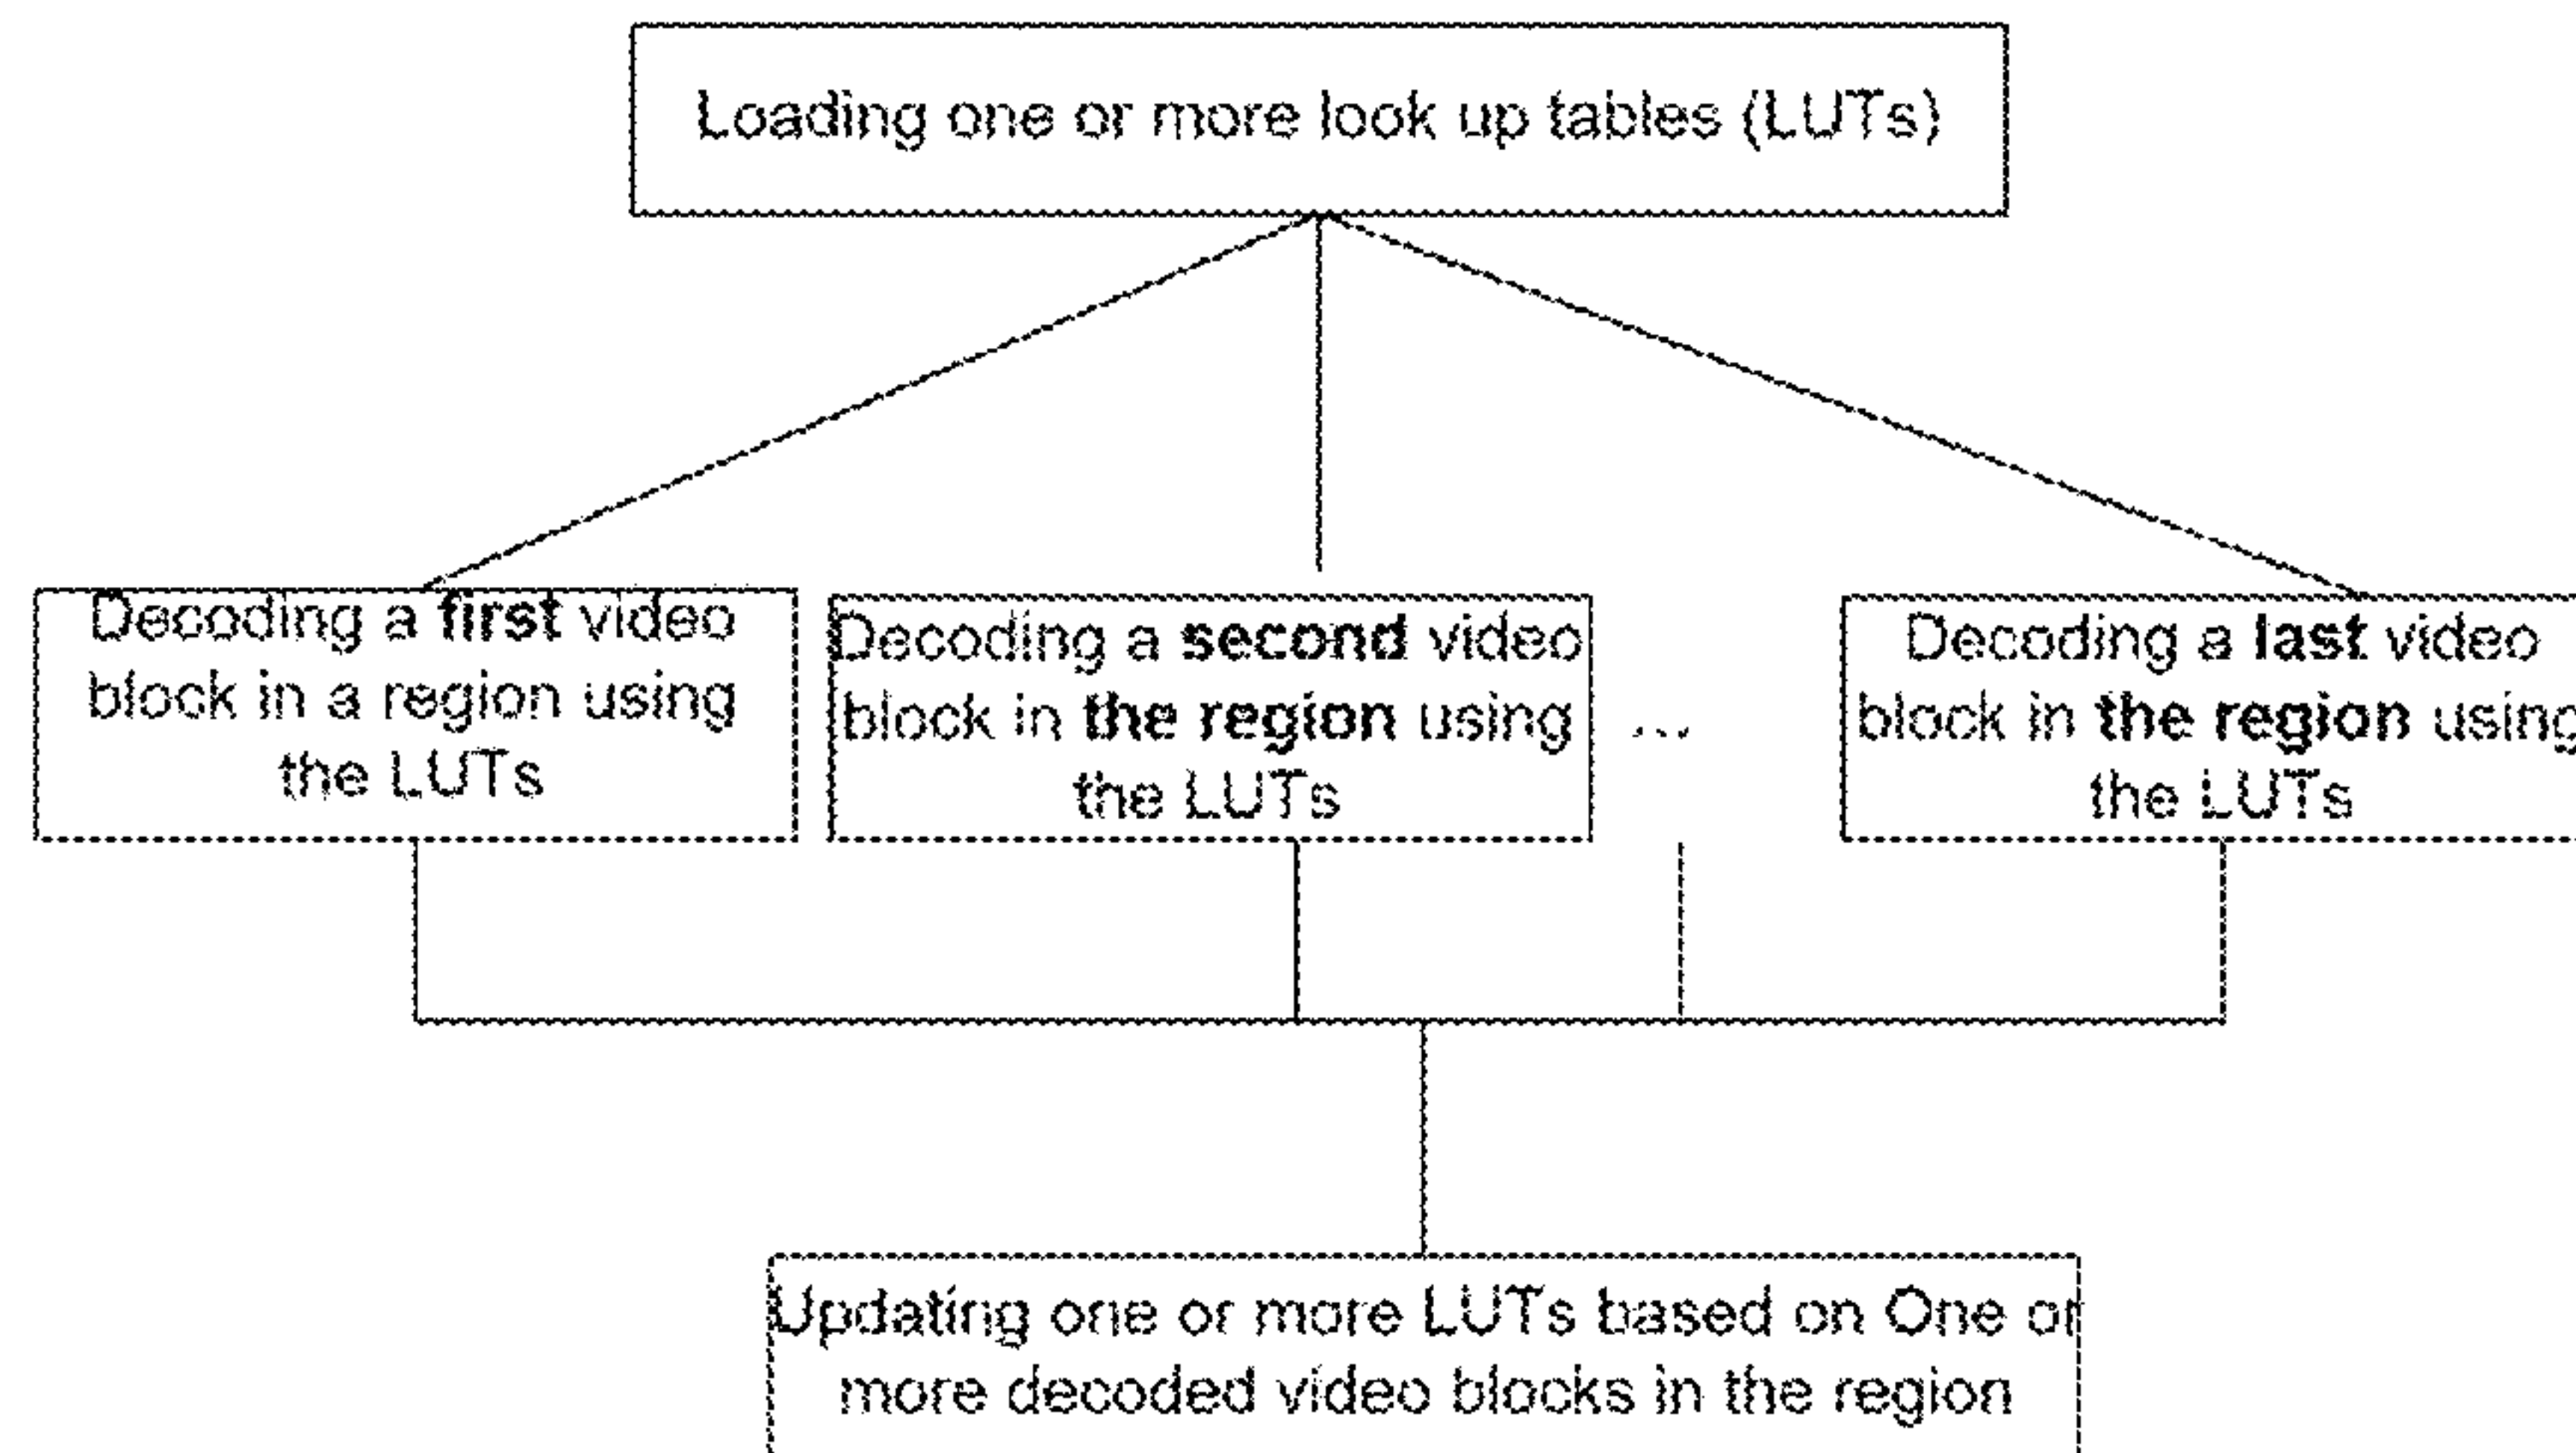 Loading one or more look up tables (LUTs)
Decoding a first video
block in a region using
the LUTs
Decoding a second video
block in the region using
the LUTs
...
Decoding a last video
block in the region using
the LUTs
Updating one or more LUTs based on One or
more decoded video blocks in the region